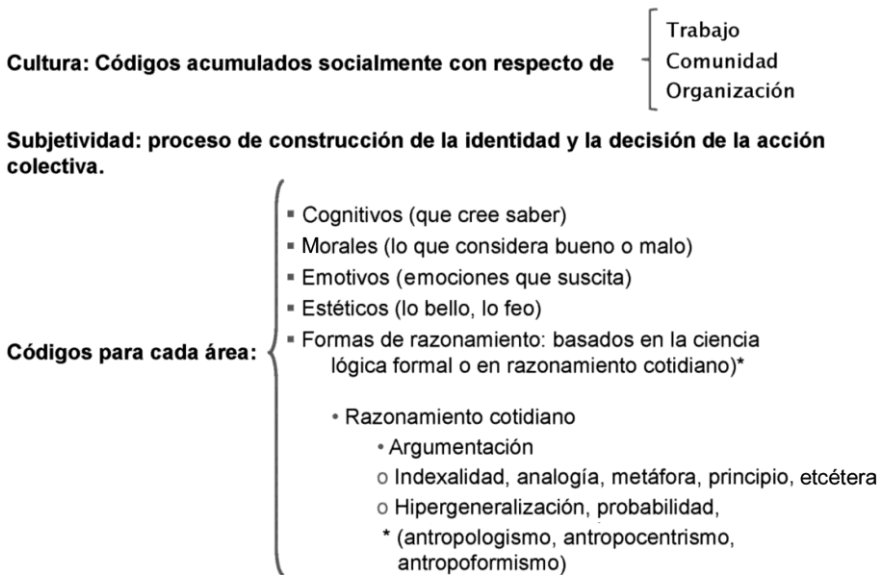 Cultura: Códigos acumulados socialmente con respecto de
Trabajo
Comunidad
Organización
Subjetividad: proceso de construcción de la identidad y la decisión de la acción
colectiva.
Códigos para cada área:
▪ Cognitivos (que cree saber)
▪ Morales (lo que considera bueno o malo)
▪ Emotivos (emociones que suscita)
▪ Estéticos (lo bello, lo feo)
▪ Formas de razonamiento: basados en la ciencia
lógica formal o en razonamiento cotidiano)*
• Razonamiento cotidiano
• Argumentación
o Indexalidad, analogía, metáfora, principio, etcétera
o Hipergeneralización, probabilidad,
* (antropologismo, antropocentrismo,
antropoformismo)